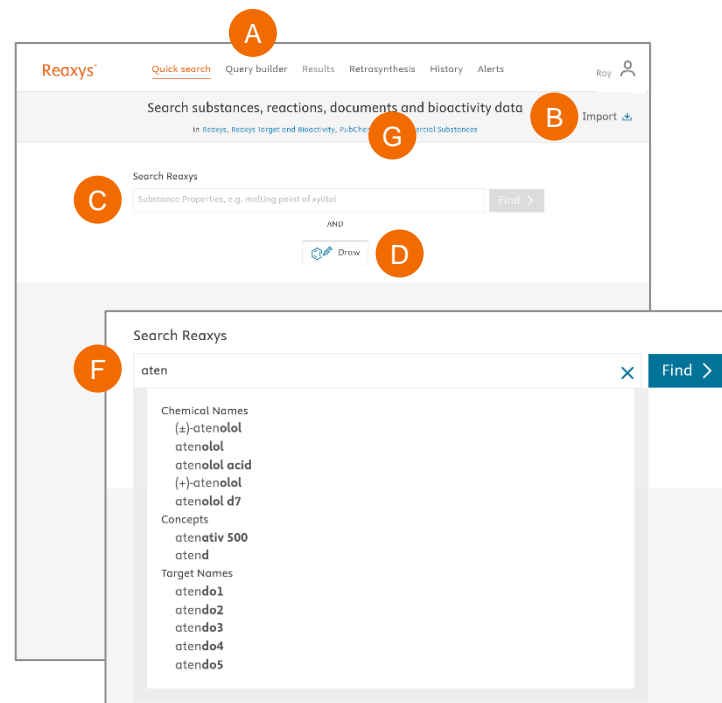 A
Reaxys®
Quick search Query builder Results Retrosynthesis History Alerts
Roy
Search substances, reactions, documents and bioactivity data
B
Import
in Reaxys, Reaxys Target and Bioactivity, PubChe
G
ercial Substances
Search Reaxys
C
Substance Properties, e.g. melting point of xylitol
Find >
AND
Draw
D
Search Reaxys
F
aten
Find >
Chemical Names
(±)-atenolol
atenolol
atenolol acid
(+)-atenolol
atenolol d7
Concepts
atenativ 500
atend
Target Names
atendo1
atendo2
atendo3
atendo4
atendo5